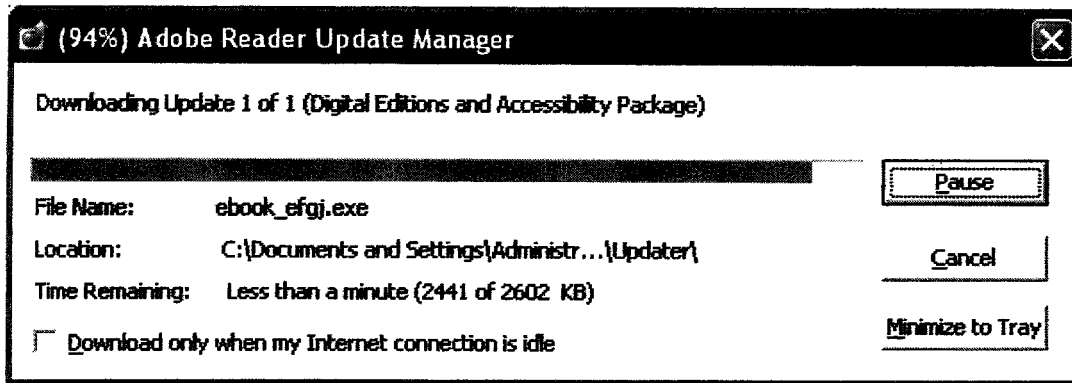 (94%) Adobe Reader Update Manager
Downloading Update 1 of 1 (Digital Editions and Accessibility Package)
Pause
File Name: ebook_efgj.exe
Location: C:\Documents and Settings\Administr...\Updater\
Cancel
Time Remaining: Less than a minute (2441 of 2602 KB)
Minimize to Tray
Download only when my Internet connection is idle